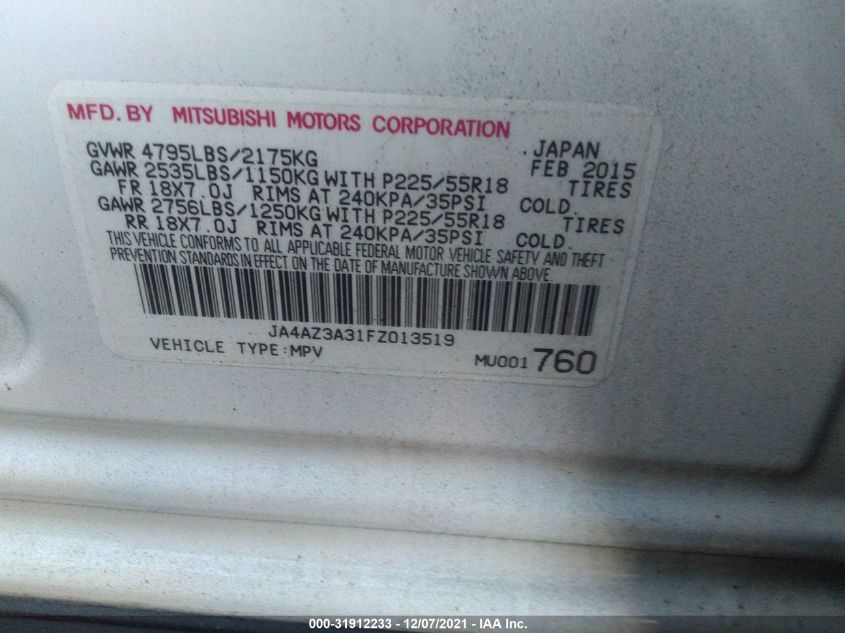 MFD. BY MITSUBISHI MOTORS CORPORATION
GVWR 4795LBS/2175KG .JAPAN FEB 2015
GAWR 2535LBS/1150KG WITH P225/55R18 TIRES
FR 18X7.0J RIMS AT 240KPA/35PSI COLD.
GAWR 2756LBS/1250KG WITH P225/55R18 TIRES
RR 18X7.0J RIMS AT 240KPA/35PSI COLD.
THIS VEHICLE CONFORMS TO ALL APPLICABLE FEDERAL MOTOR VEHICLE SAFETY AND THEFT
PREVENTION STANDARDS IN EFFECT ON THE DATE OF MANUFACTURE SHOWN ABOVE.
JA4AZ3A31FZ013519
VEHICLE TYPE:MPV MU001760
000-31912233 - 12/07/2021 - IAA Inc.